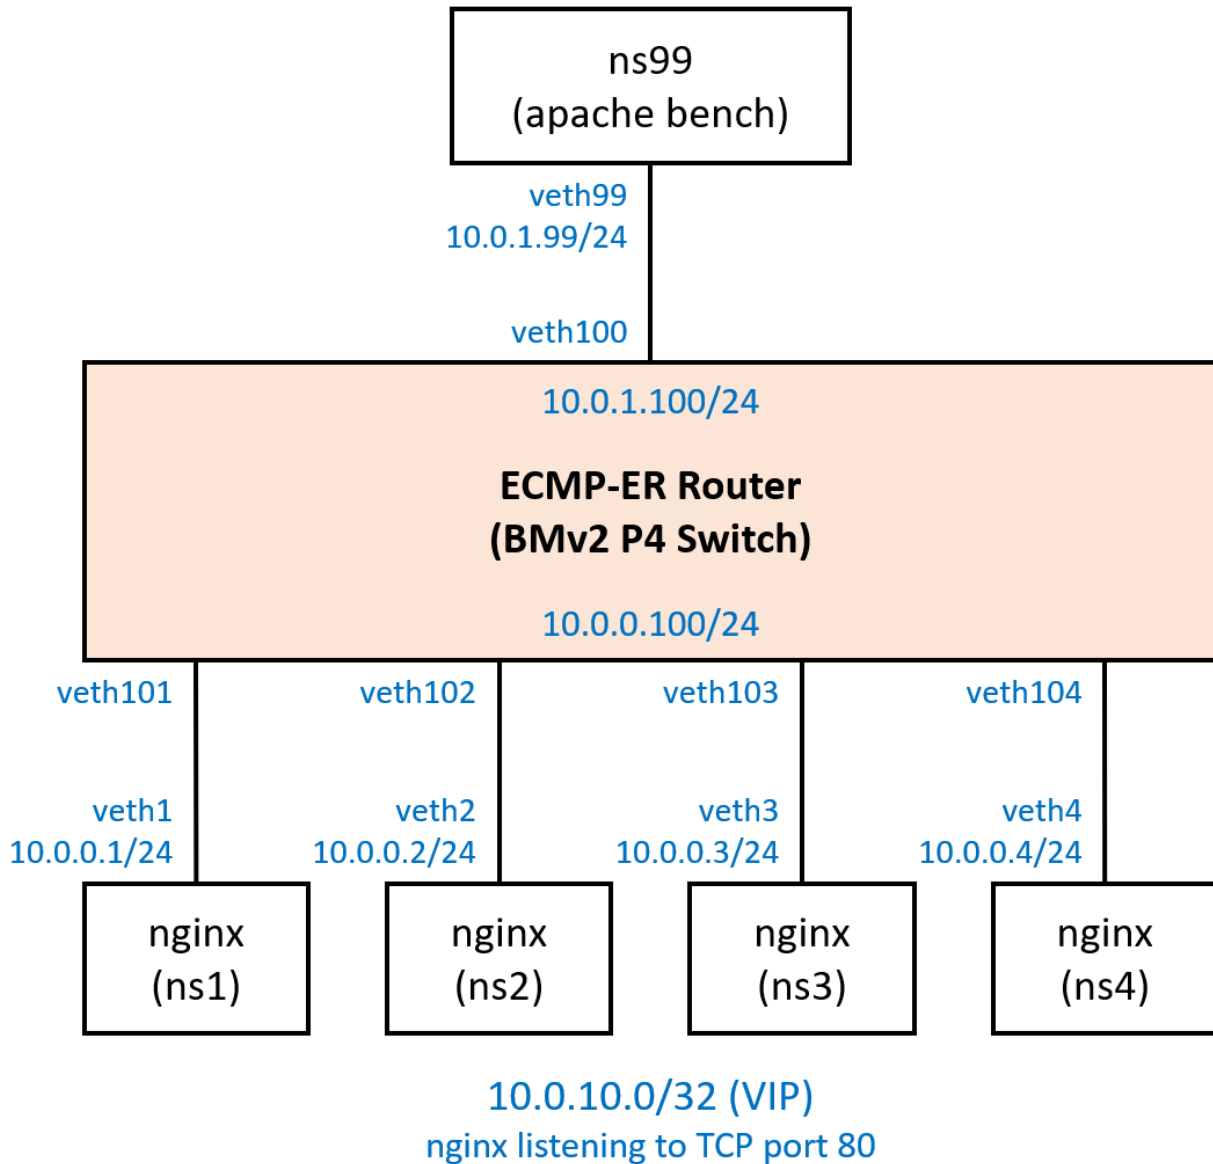 ns99
(apache bench)
veth99
10.0.1.99/24
veth100
10.0.1.100/24
ECMP-ER Router
(BMv2 P4 Switch)
10.0.0.100/24
veth101
veth102
veth103
veth104
veth1
veth2
veth3
veth4
10.0.0.1/24
10.0.0.2/24
10.0.0.3/24
10.0.0.4/24
nginx
nginx
nginx
nginx
(ns1)
(ns2)
(ns3)
(ns4)
10.0.10.0/32 (VIP)
nginx listening to TCP port 80